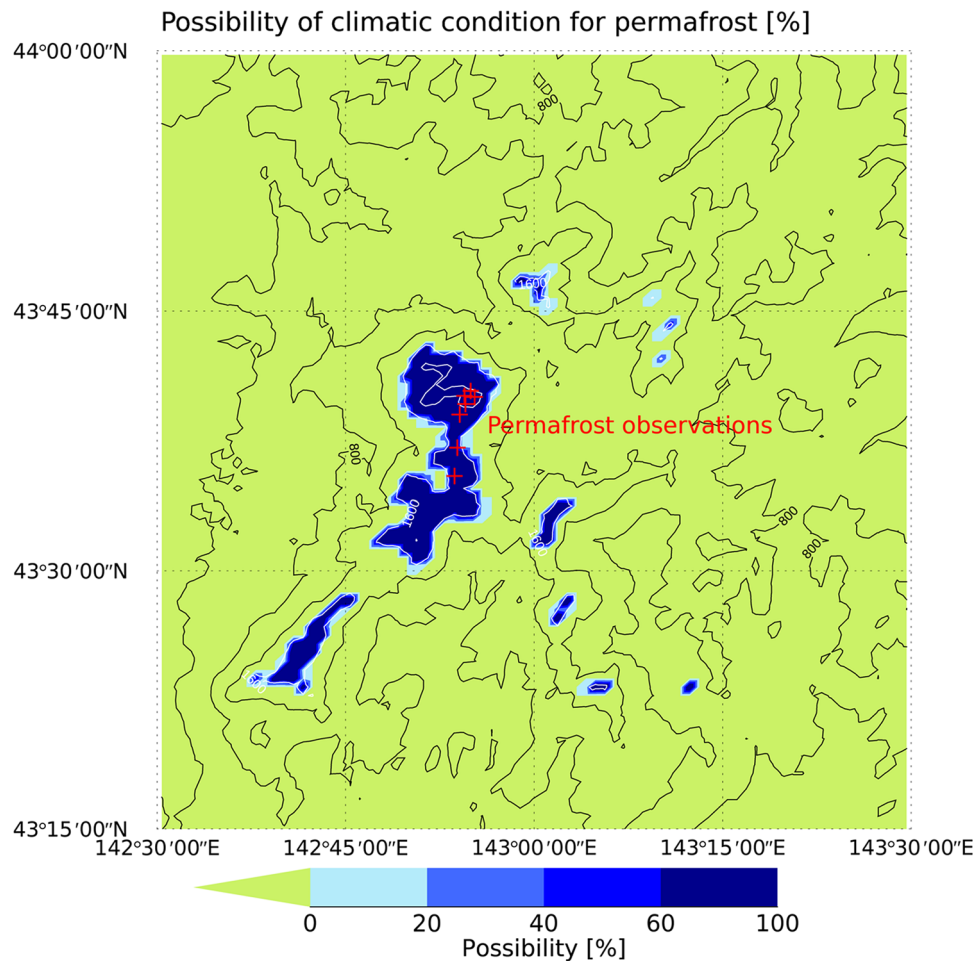 Possibility of climatic condition for permafrost [%]
44°00′00″N
800
1600
43°45′00″N
Permafrost observations
800
1600
800
1600
800
43°30′00″N
1600
43°15′00″N
142°30′00″E 142°45′00″E 143°00′00″E 143°15′00″E 143°30′00″E
0 20 40 60 100
Possibility [%]